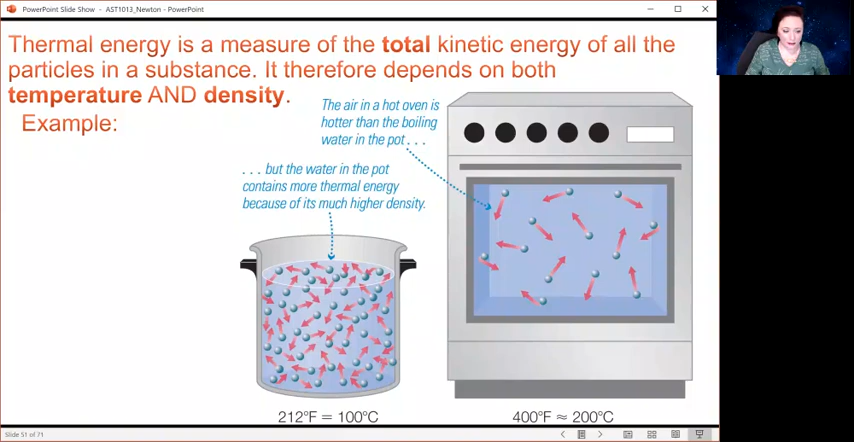 PowerPoint Slide Show - AST1013_Newton - PowerPoint
Thermal energy is a measure of the total kinetic energy of all the
particles in a substance. It therefore depends on both
temperature AND density.
Example:
The air in a hot oven is
hotter than the boiling
water in the pot . . .
. . . but the water in the pot
contains more thermal energy
because of its much higher density.
212°F = 100°C
400°F ≈ 200°C
Slide 51 of 71